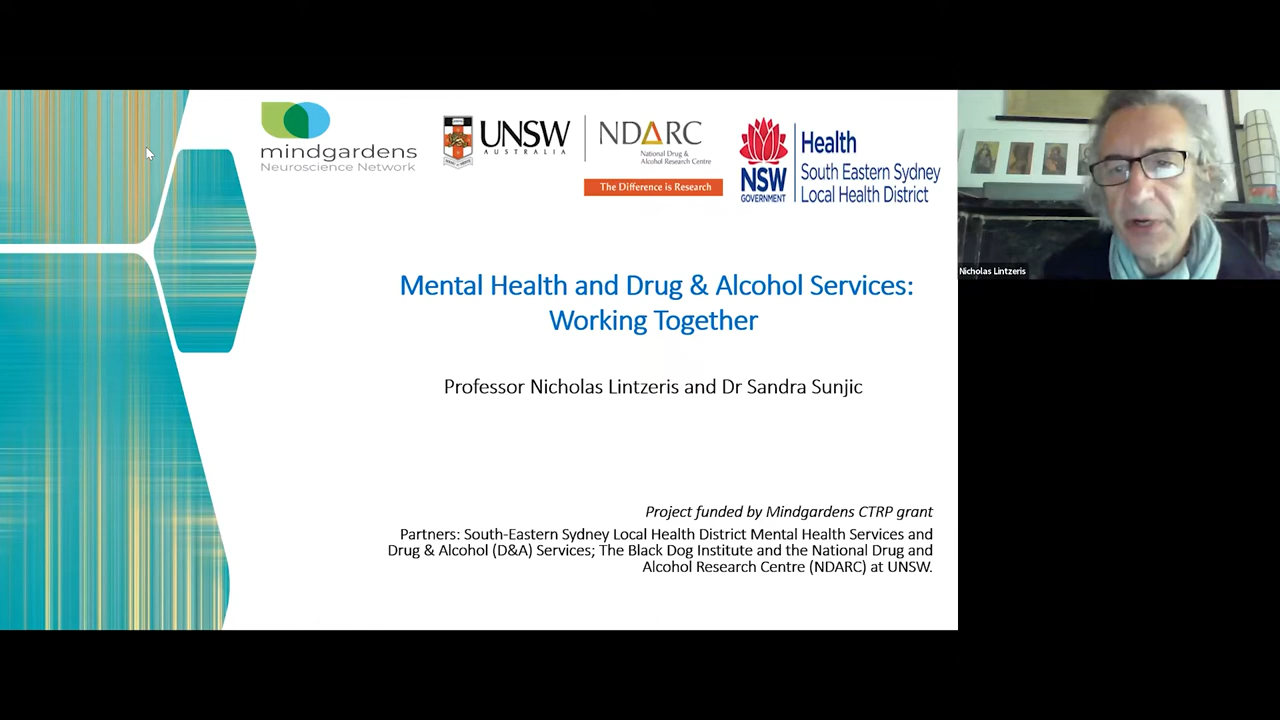 mindgardens
Neuroscience Network
UNSW
AUSTRALIA
NDARC
National Drug &
Alcohol Research Centre
The Difference is Research
NSW
GOVERNMENT
Health
South Eastern Sydney
Local Health District
Nicholas Lintzeris
Mental Health and Drug & Alcohol Services:
Working Together
Professor Nicholas Lintzeris and Dr Sandra Sunjic
Project funded by Mindgardens CTRP grant
Partners: South-Eastern Sydney Local Health District Mental Health Services and
Drug & Alcohol (D&A) Services; The Black Dog Institute and the National Drug and
Alcohol Research Centre (NDARC) at UNSW.